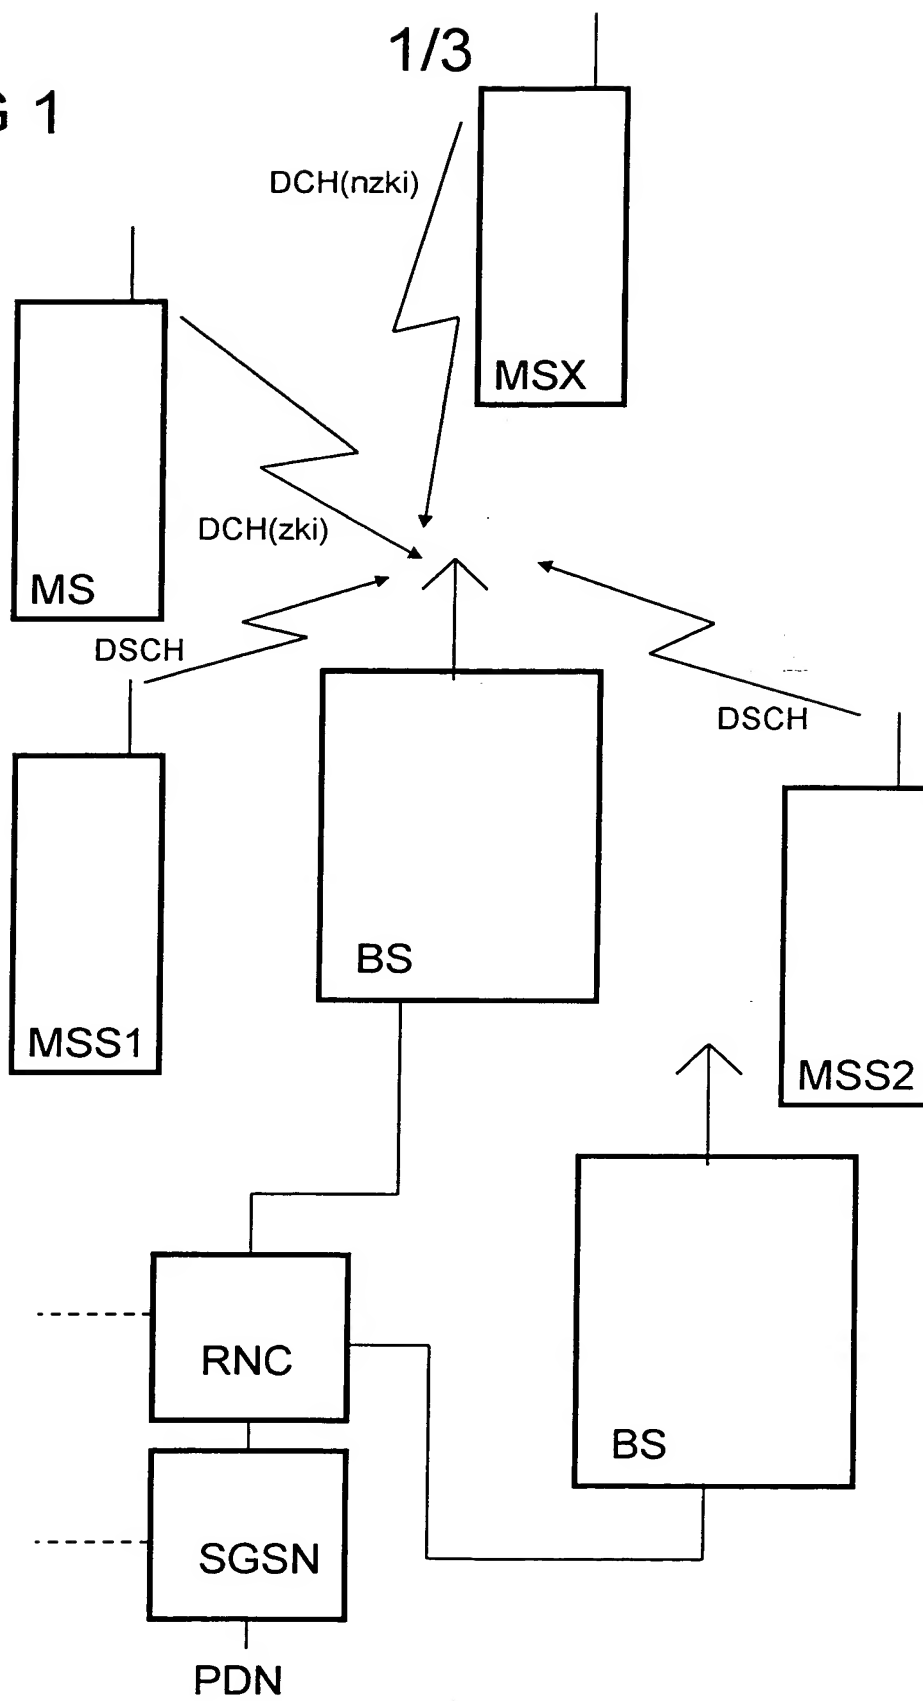 1/3
G 1
DCH(nzki)
MSX
DCH(zki)
MS
DSCH
DSCH
BS
MSS1
MSS2
RNC
BS
SGSN
PDN